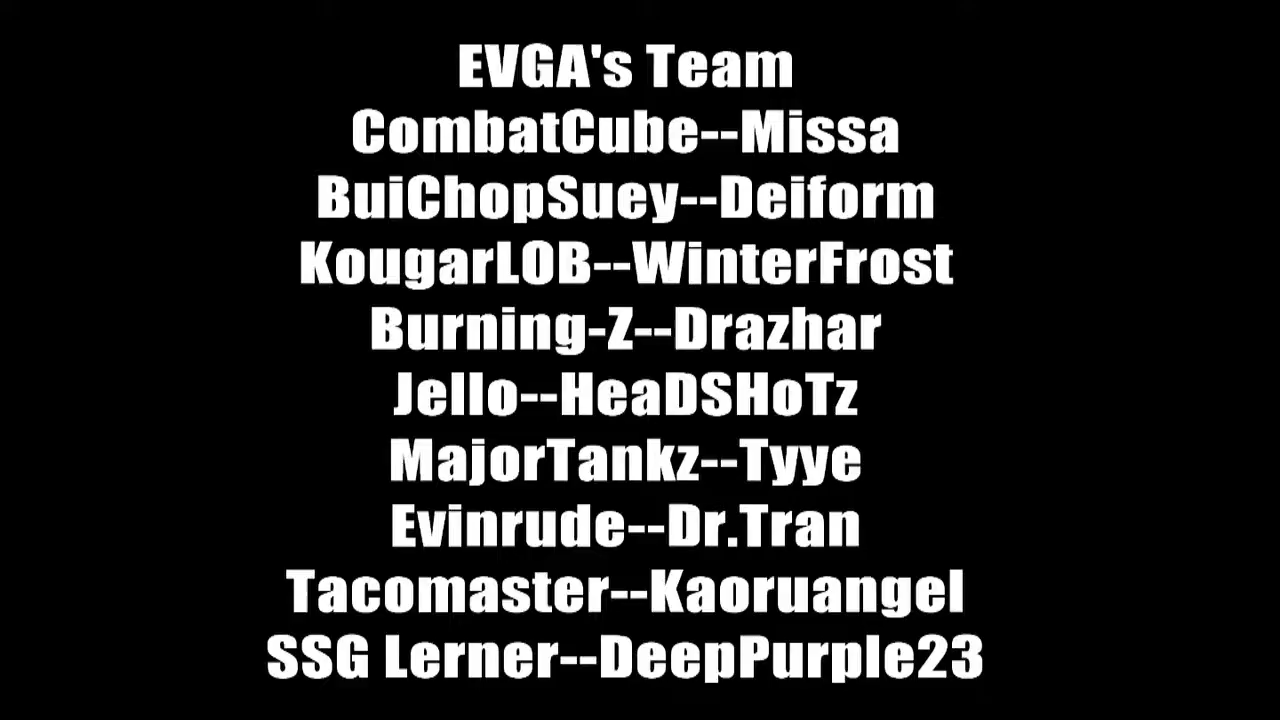 EVGA's Team
CombatCube--Missa
BuiChopSuey--Deiform
KougarLOB--WinterFrost
Burning-Z--Drazhar
Jello--HeaDSHoTz
MajorTankz--Tyye
Evinrude--Dr.Tran
Tacomaster--Kaoruangel
SSG Lerner--DeepPurple23